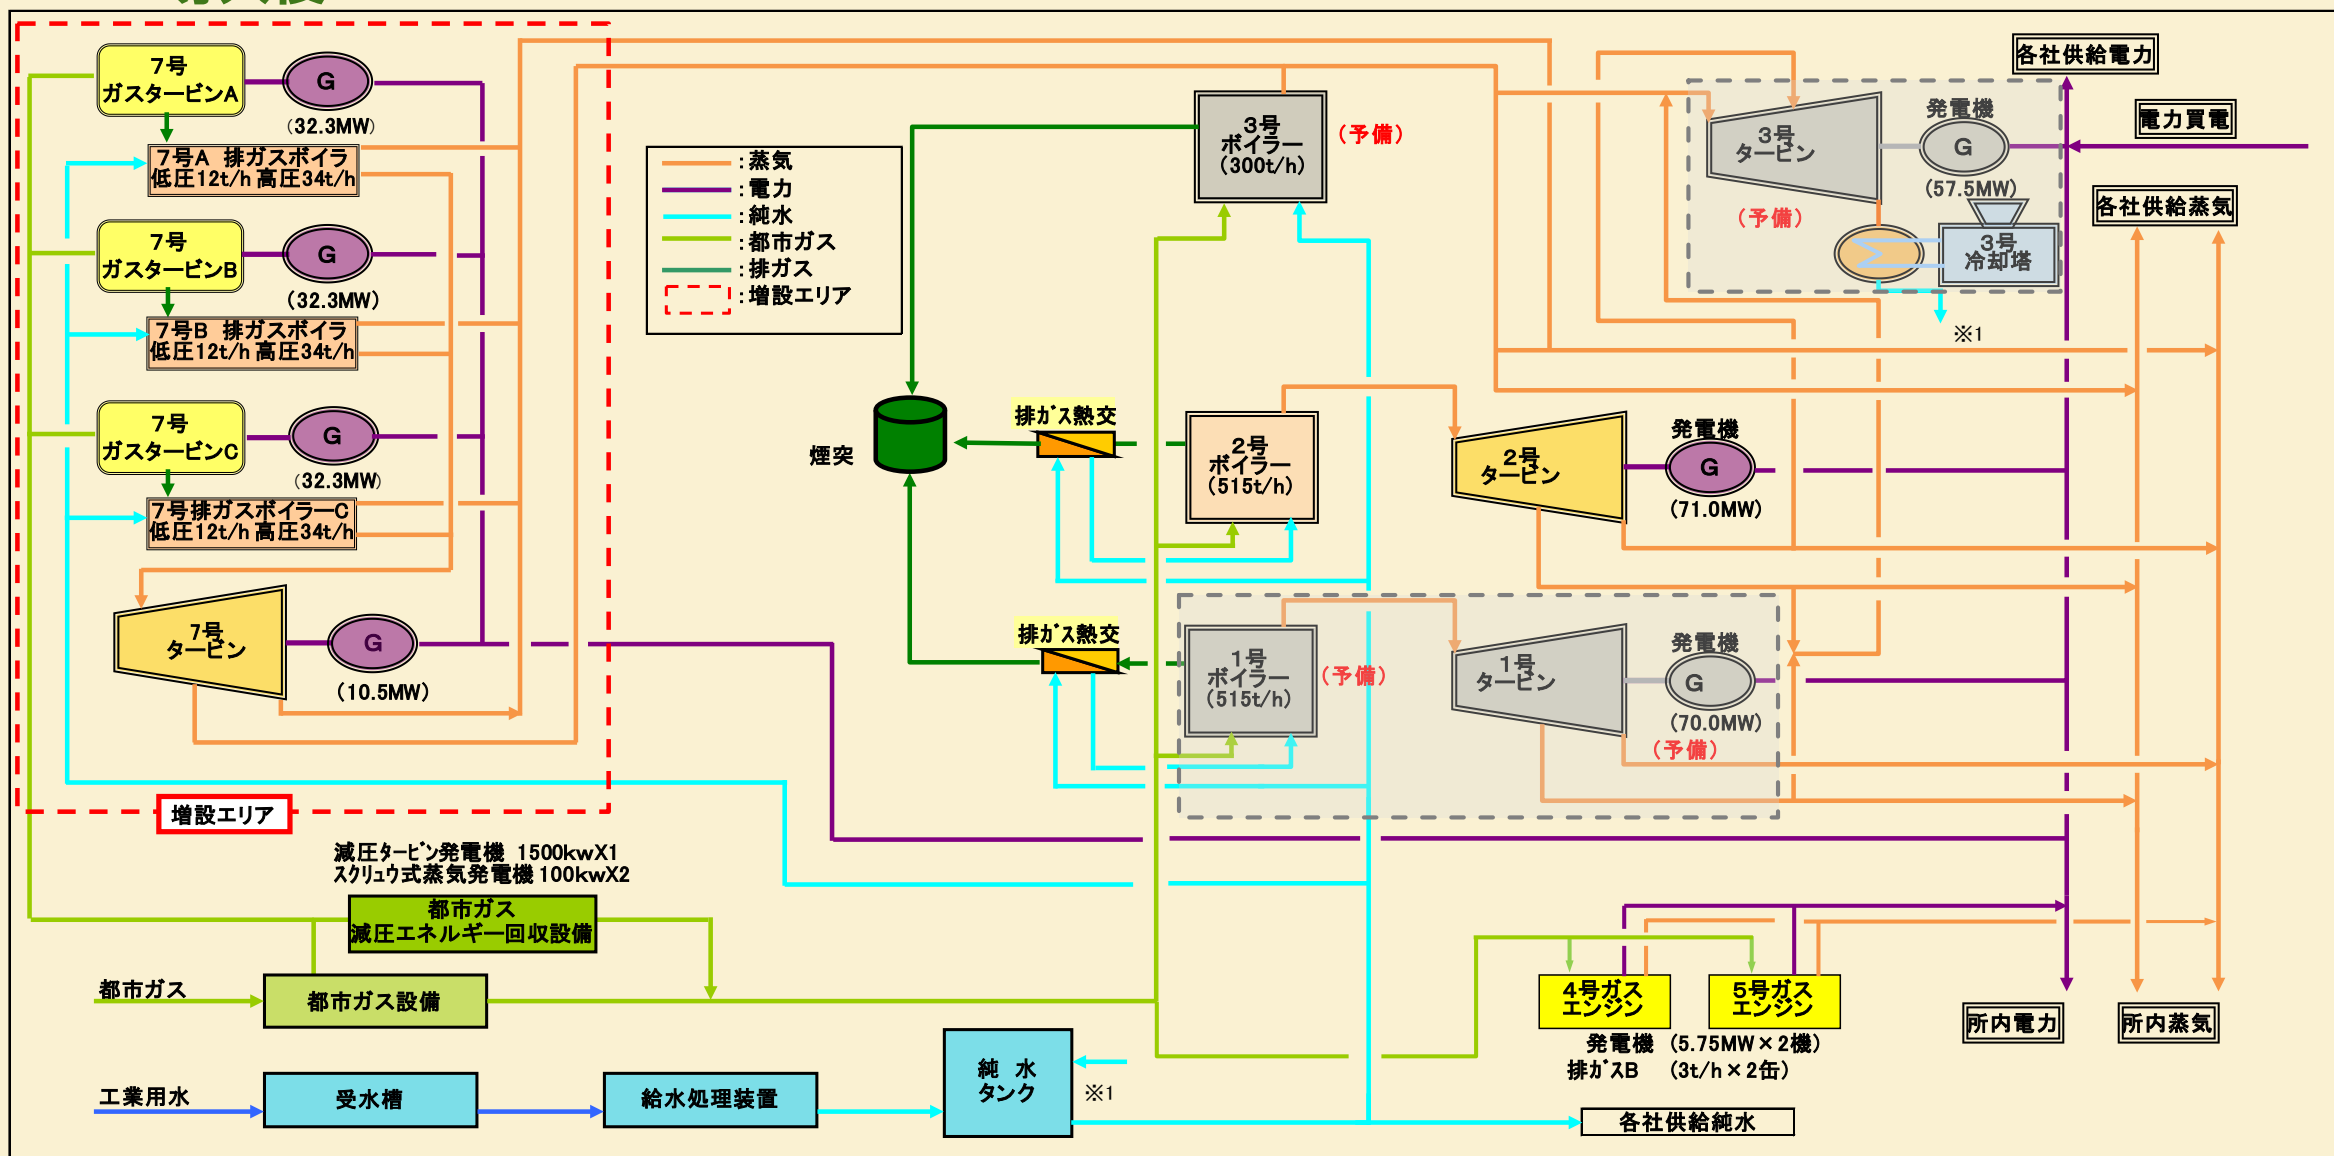 7号
ガスタービンA
G
(32.3MW)
7号A 排ガスボイラ
低圧12t/h 高圧34t/h
7号
ガスタービンB
G
(32.3MW)
7号B 排ガスボイラ
低圧12t/h 高圧34t/h
7号
ガスタービンC
G
(32.3MW)
7号排ガスボイラーC
低圧12t/h 高圧34t/h
7号
タービン
G
(10.5MW)
増設エリア
:蒸気
:電力
:純水
:都市ガス
:排ガス
:増設エリア
3号
ボイラー
(300t/h)
(予備)
煙突
排ガス熱交
2号
ボイラー
(515t/h)
排ガス熱交
1号
ボイラー
(515t/h)
(予備)
3号
タービン
(予備)
発電機
G
(57.5MW)
3号
冷却塔
※1
2号
タービン
発電機
G
(71.0MW)
1号
タービン
発電機
G
(70.0MW)
(予備)
各社供給電力
電力買電
各社供給蒸気
減圧タービン発電機 1500kwX1
スクリュウ式蒸気発電機 100kwX2
都市ガス
減圧エネルギー回収設備
都市ガス
都市ガス設備
工業用水
受水槽
給水処理装置
純 水
タンク
※1
4号ガス
エンジン
5号ガス
エンジン
発電機 (5.75MW×2機)
排ガスB (3t/h×2缶)
所内電力
所内蒸気
各社供給純水